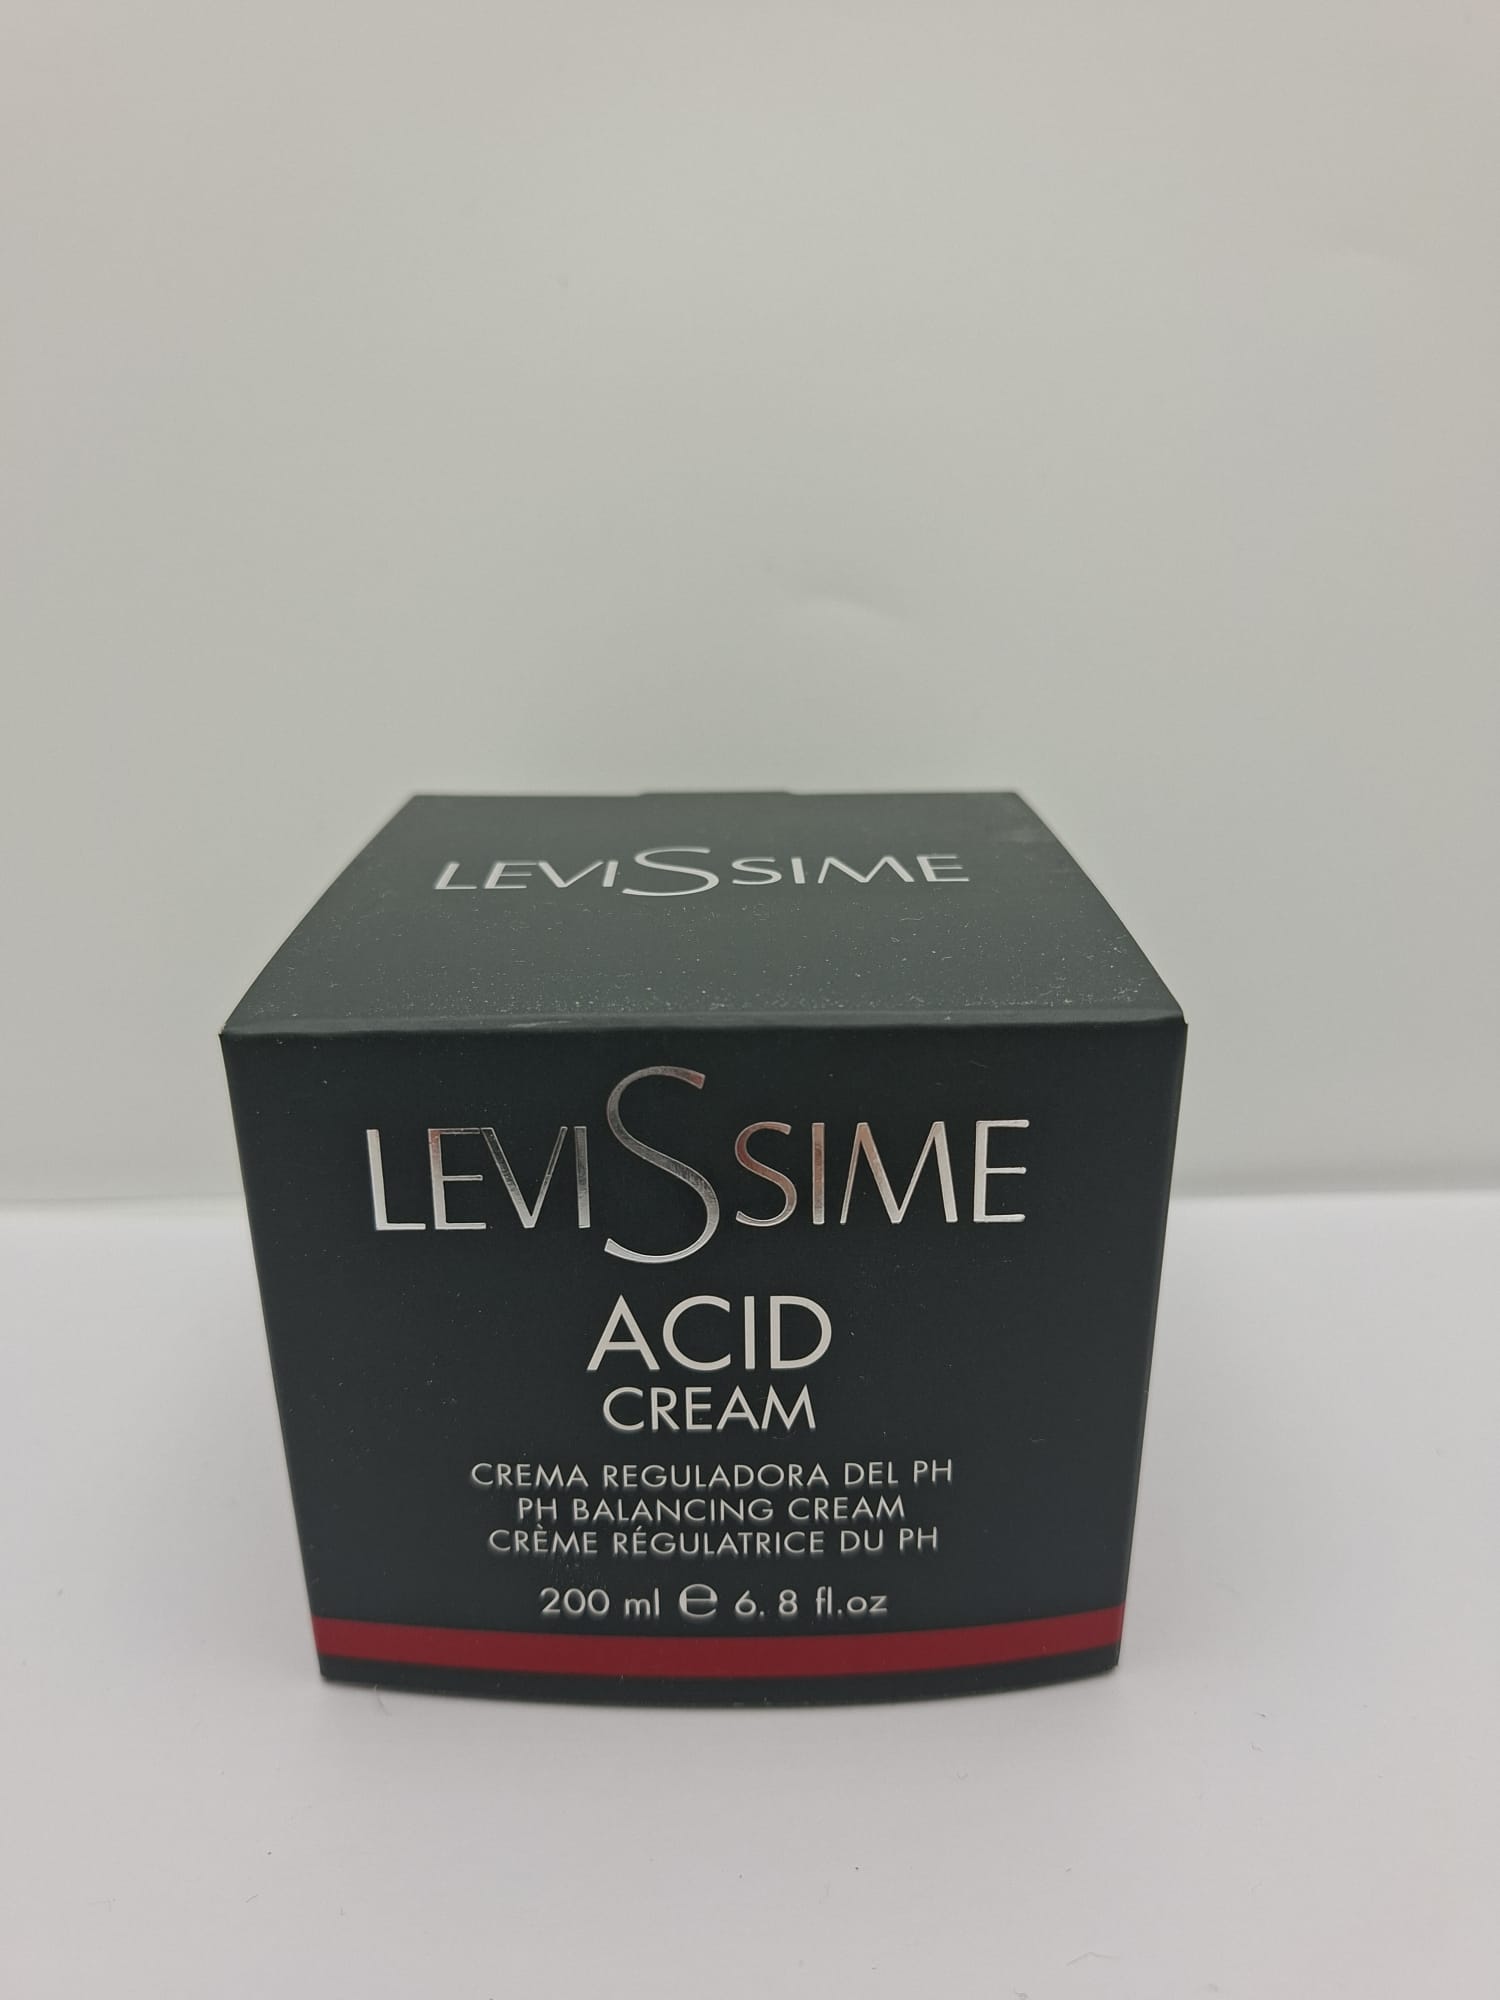 LEVISSIME
LEVISSIME
ACID
CREAM
CREMA REGULADORA DEL PH
PH BALANCING CREAM
CRÈME RÉGULATRICE DU PH
200 ml ℮ 6. 8 fl.oz